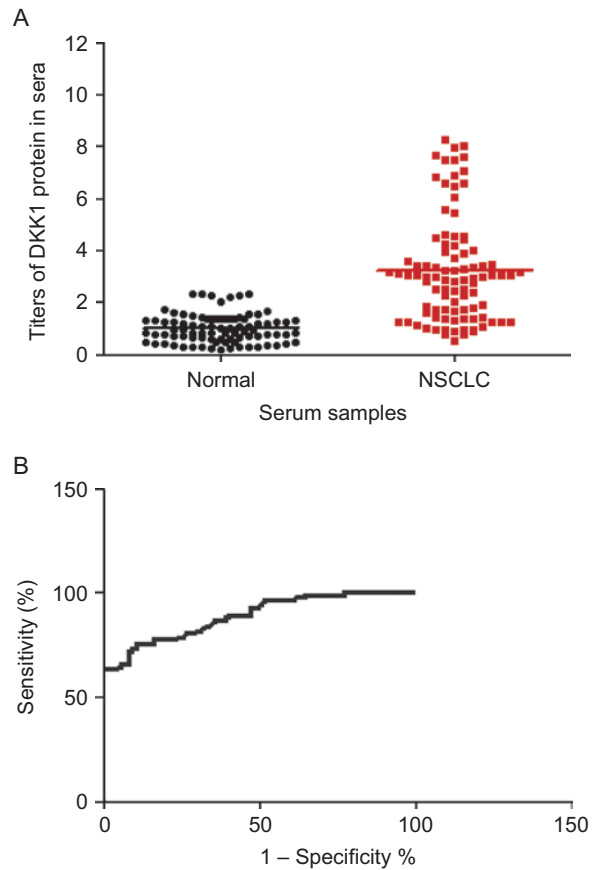 A
Titers of DKK1 protein in sera
12
10
8
6
4
2
0
Normal NSCLC
Serum samples
B
Sensitivity (%)
150
100
50
0
0 50 100 150
1 – Specificity %